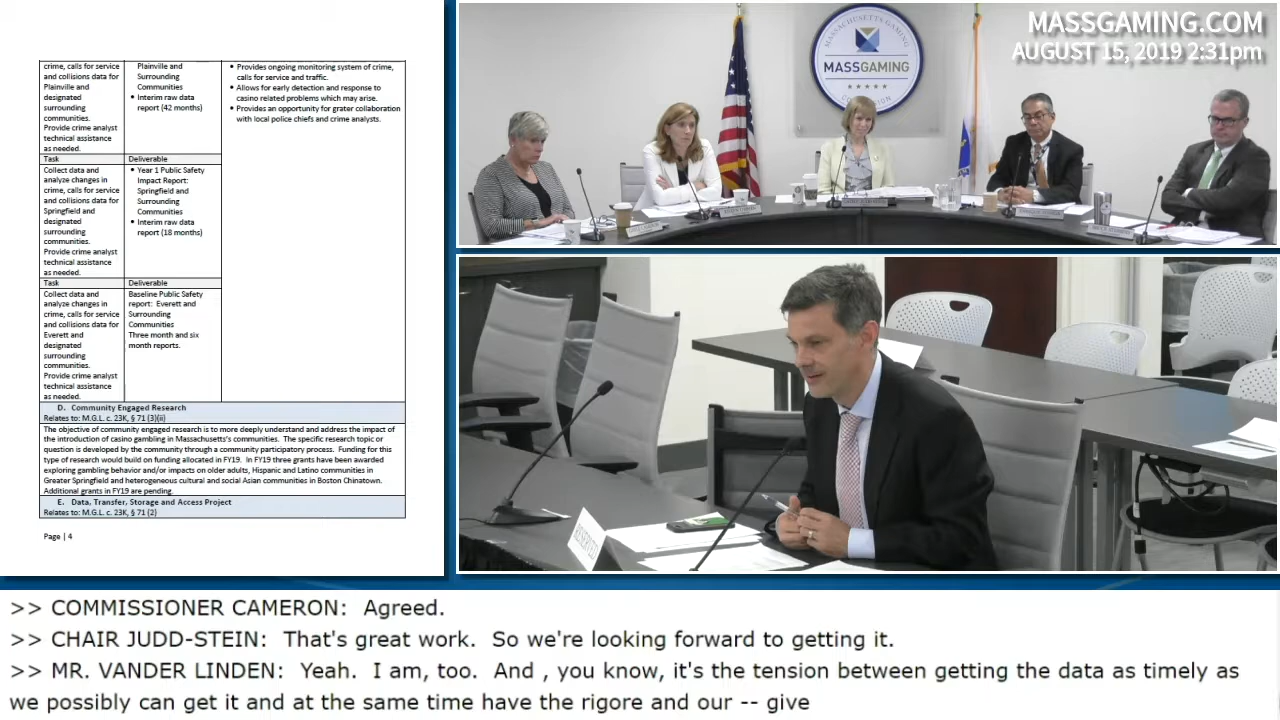 MASSGAMING.COM
AUGUST 15, 2019 2:31pm
MASSACHUSETTS GAMING
MASSGAMING
crime, calls for service
and collisions data for
Plainville and
designated
surrounding
communities.
Provide crime analyst
technical assistance
as needed.
Plainville and
Surrounding
Communities
• Interim raw data
report (42 months)
• Provides ongoing monitoring system of crime,
calls for service and traffic.
• Allows for early detection and response to
casino related problems which may arise.
• Provides an opportunity for grater collaboration
with local police chiefs and crime analysts.
Task
Deliverable
Collect data and
analyze changes in
crime, calls for service
and collisions data for
Springfield and
designated
surrounding
communities.
Provide crime analyst
technical assistance
as needed.
• Year 1 Public Safety
Impact Report:
Springfield and
Surrounding
Communities
• Interim raw data
report (18 months)
Task
Deliverable
Collect data and
analyze changes in
crime, calls for service
and collisions data for
Everett and
designated
surrounding
communities.
Provide crime analyst
technical assistance
as needed.
Baseline Public Safety
report: Everett and
Surrounding
Communities
Three month and six
month reports.
D. Community Engaged Research
Relates to: M.G.L. c. 23K, § 71 (3)(ii)
The objective of community engaged research is to more deeply understand and address the impact of
the introduction of casino gambling in Massachusetts's communities. The specific research topic or
question is developed by the community through a community participatory process. Funding for this
type of research would build on funding allocated in FY19. In FY19 three grants have been awarded
exploring gambling behavior and/or impacts on older adults, Hispanic and Latino communities in
Greater Springfield and heterogeneous cultural and social Asian communities in Boston Chinatown.
Additional grants in FY19 are pending.
E. Data, Transfer, Storage and Access Project
Relates to: M.G.L. c. 23K, § 71 (2)
Page | 4
RESERVED
>> COMMISSIONER CAMERON: Agreed.
>> CHAIR JUDD-STEIN: That's great work. So we're looking forward to getting it.
>> MR. VANDER LINDEN: Yeah. I am, too. And , you know, it's the tension between getting the data as timely as
we possibly can get it and at the same time have the rigore and our -- give